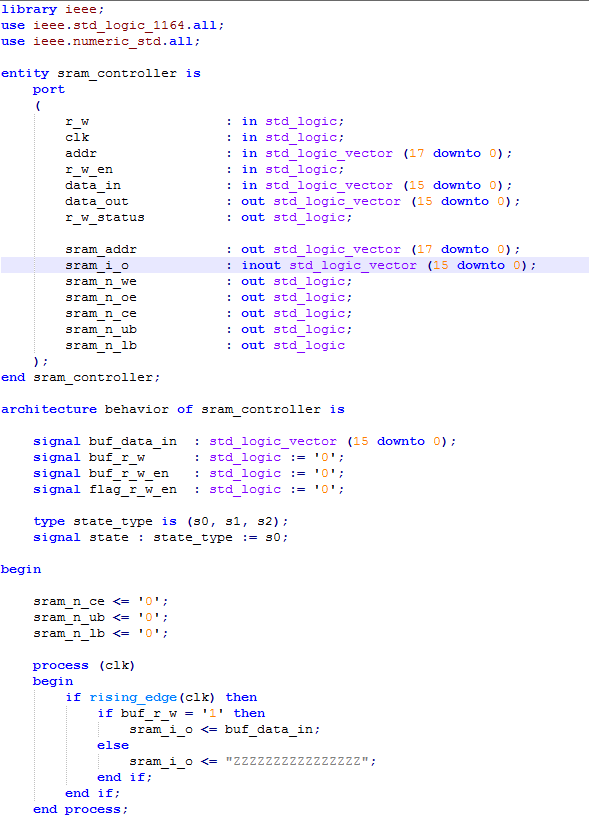 library ieee;
use ieee.std_logic_1164.all;
use ieee.numeric_std.all;

entity sram_controller is
    port
    (
        r_w                 : in std_logic;
        clk                 : in std_logic;
        addr                : in std_logic_vector (17 downto 0);
        r_w_en              : in std_logic;
        data_in             : in std_logic_vector (15 downto 0);
        data_out            : out std_logic_vector (15 downto 0);
        r_w_status          : out std_logic;

        sram_addr           : out std_logic_vector (17 downto 0);
        sram_i_o            : inout std_logic_vector (15 downto 0);
        sram_n_we           : out std_logic;
        sram_n_oe           : out std_logic;
        sram_n_ce           : out std_logic;
        sram_n_ub           : out std_logic;
        sram_n_lb           : out std_logic
    );
end sram_controller;

architecture behavior of sram_controller is

    signal buf_data_in  : std_logic_vector (15 downto 0);
    signal buf_r_w      : std_logic := '0';
    signal buf_r_w_en   : std_logic := '0';
    signal flag_r_w_en  : std_logic := '0';

    type state_type is (s0, s1, s2);
    signal state : state_type := s0;

begin

    sram_n_ce <= '0';
    sram_n_ub <= '0';
    sram_n_lb <= '0';

    process (clk)
    begin
        if rising_edge(clk) then
            if buf_r_w = '1' then
                sram_i_o <= buf_data_in;
            else
                sram_i_o <= "ZZZZZZZZZZZZZZZZ";
            end if;
        end if;
    end process;